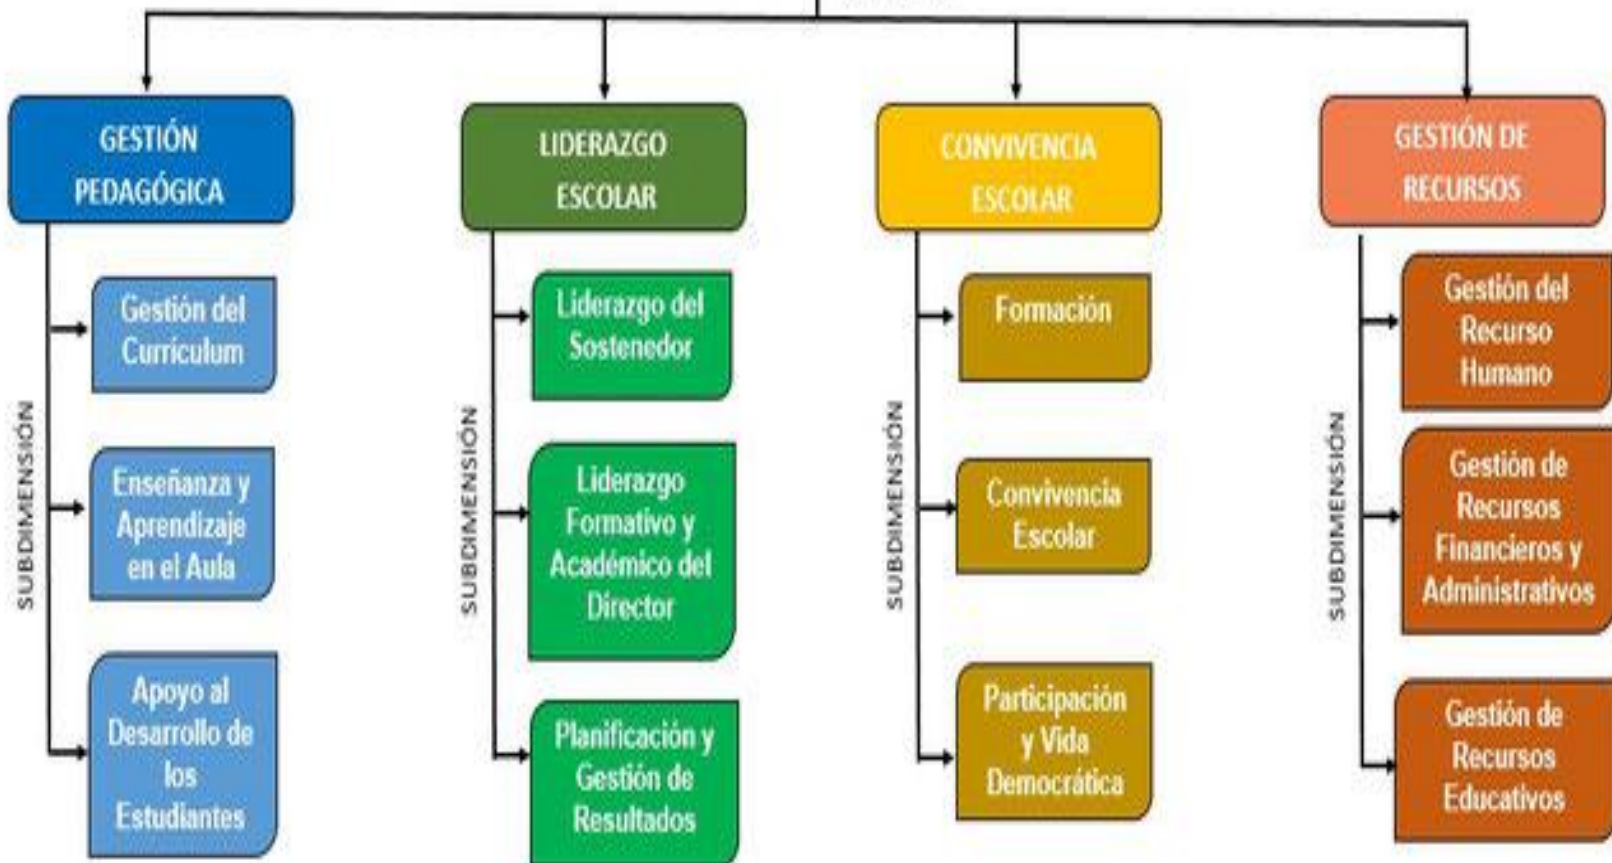 GESTIÓN
PEDAGÓGICA
SUBDIMENSIÓN
Gestión del
Currículum
Enseñanza y
Aprendizaje
en el Aula
Apoyo al
Desarrollo de
los
Estudiantes
LIDERAZGO
ESCOLAR
SUBDIMENSIÓN
Liderazgo del
Sostenedor
Liderazgo
Formativo y
Académico del
Director
Planificación y
Gestión de
Resultados
CONVIVENCIA
ESCOLAR
SUBDIMENSIÓN
Formación
Convivencia
Escolar
Participación
y Vida
Democrática
GESTIÓN DE
RECURSOS
SUBDIMENSIÓN
Gestión del
Recurso
Humano
Gestión de
Recursos
Financieros y
Administrativos
Gestión de
Recursos
Educativos